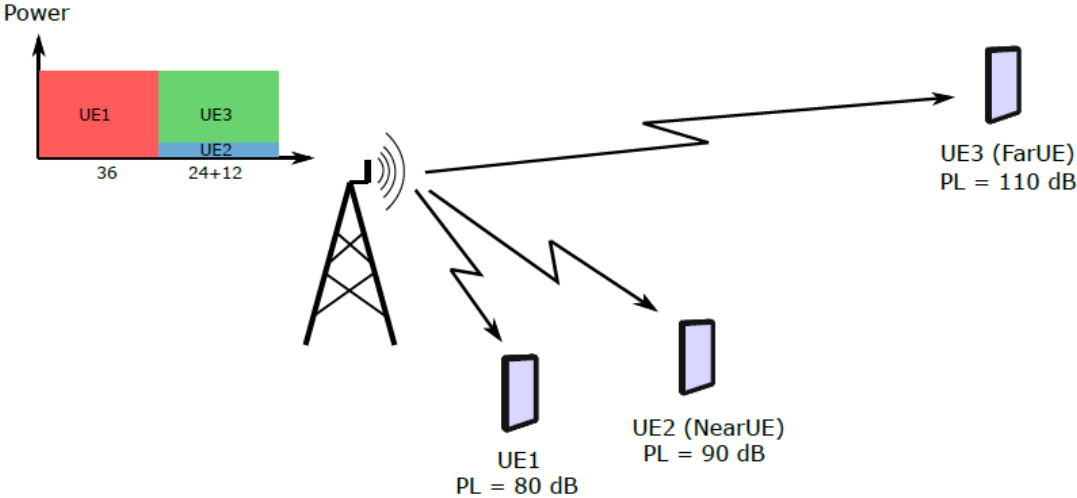 Power
UE1
UE3
UE2
36
24+12
UE3 (FarUE)
PL = 110 dB
UE2 (NearUE)
PL = 90 dB
UE1
PL = 80 dB